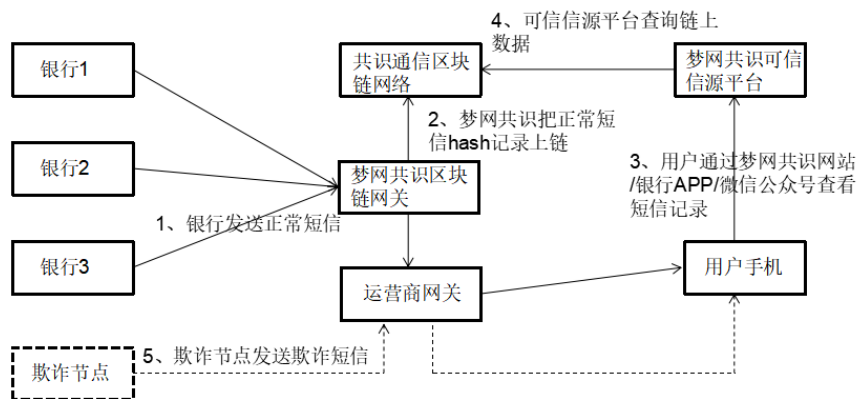 4、可信信源平台查询链上
数据
银行1
共识通信区块
链网络
梦网共识可信
信源平台
2、梦网共识把正常短
信hash记录上链
银行2
梦网共识区块
链网关
3、用户通过梦网共识网站
/银行APP/微信公众号查看
短信记录
1、银行发送正常短信
银行3
运营商网关
用户手机
5、欺诈节点发送欺诈短信
欺诈节点